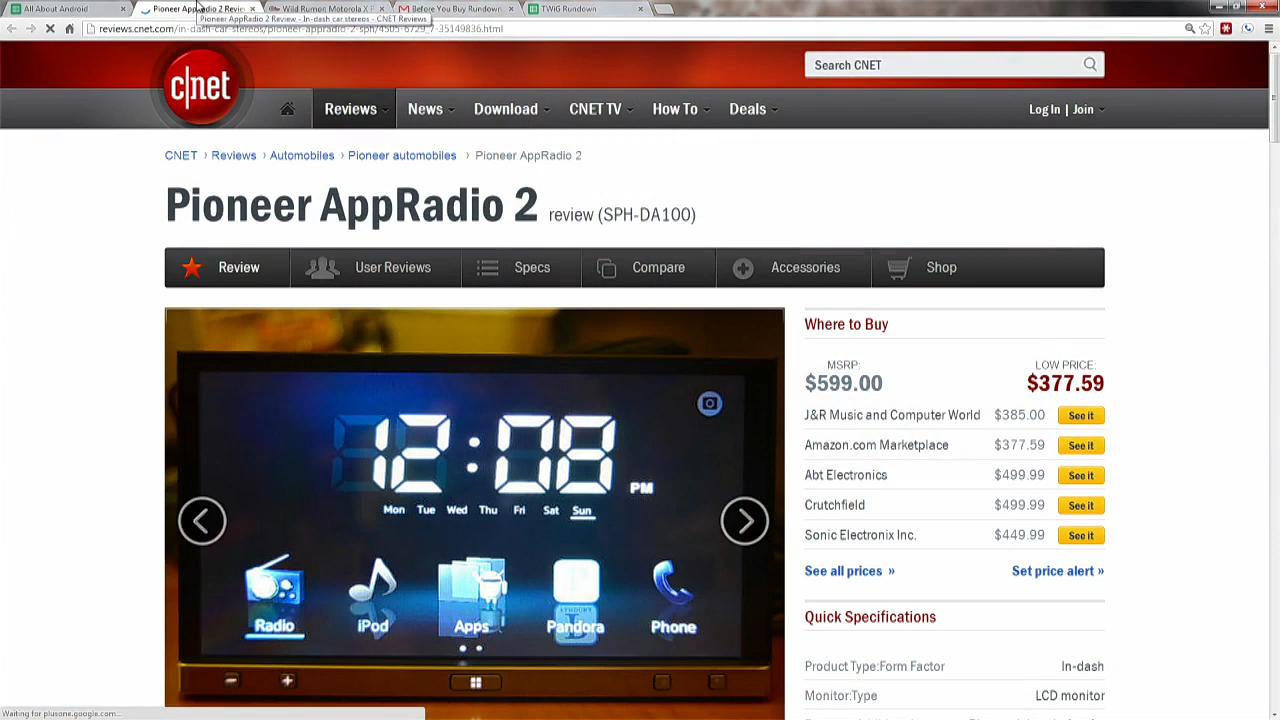 All About Android
Pioneer AppRadio 2 Revi
Wild Rumer: Motorola X P
Before You Buy Rundown
TWiG Rundown
Pioneer AppRadio 2 Review - In-dash car stereos - CNET Reviews
reviews.cnet.com/in-dash-car-stereos/pioneer-appradio-2-sph/4505-6729_7-35149836.html
c|net
Search CNET
Reviews
News
Download
CNET TV
How To
Deals
Log In | Join
CNET › Reviews › Automobiles › Pioneer automobiles › Pioneer AppRadio 2
Pioneer AppRadio 2 review (SPH-DA100)
Review
User Reviews
Specs
Compare
Accessories
Shop
12:08 PM
Mon Tue Wed Thu Fri Sat Sun
Radio iPod Apps Pandora Phone
Where to Buy
MSRP: LOW PRICE:
$599.00 $377.59
J&R Music and Computer World $385.00 See it
Amazon.com Marketplace $377.59 See it
Abt Electronics $499.99 See it
Crutchfield $499.99 See it
Sonic Electronix Inc. $449.99 See it
See all prices » Set price alert »
Quick Specifications
Product Type:Form Factor In-dash
Monitor:Type LCD monitor
Waiting for plusone.google.com...